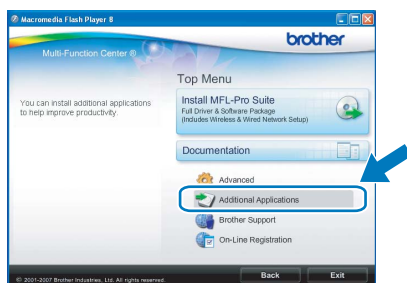 Macromedia Flash Player 8
brother
Multi-Function Center ®
Top Menu
You can install additional applications
to help improve productivity.
Install MFL-Pro Suite
Full Driver & Software Package
(Includes Wireless & Wired Network Setup)
Documentation
Advanced
Additional Applications
Brother Support
On-Line Registration
© 2001-2007 Brother Industries, Ltd. All rights reserved.
Back
Exit